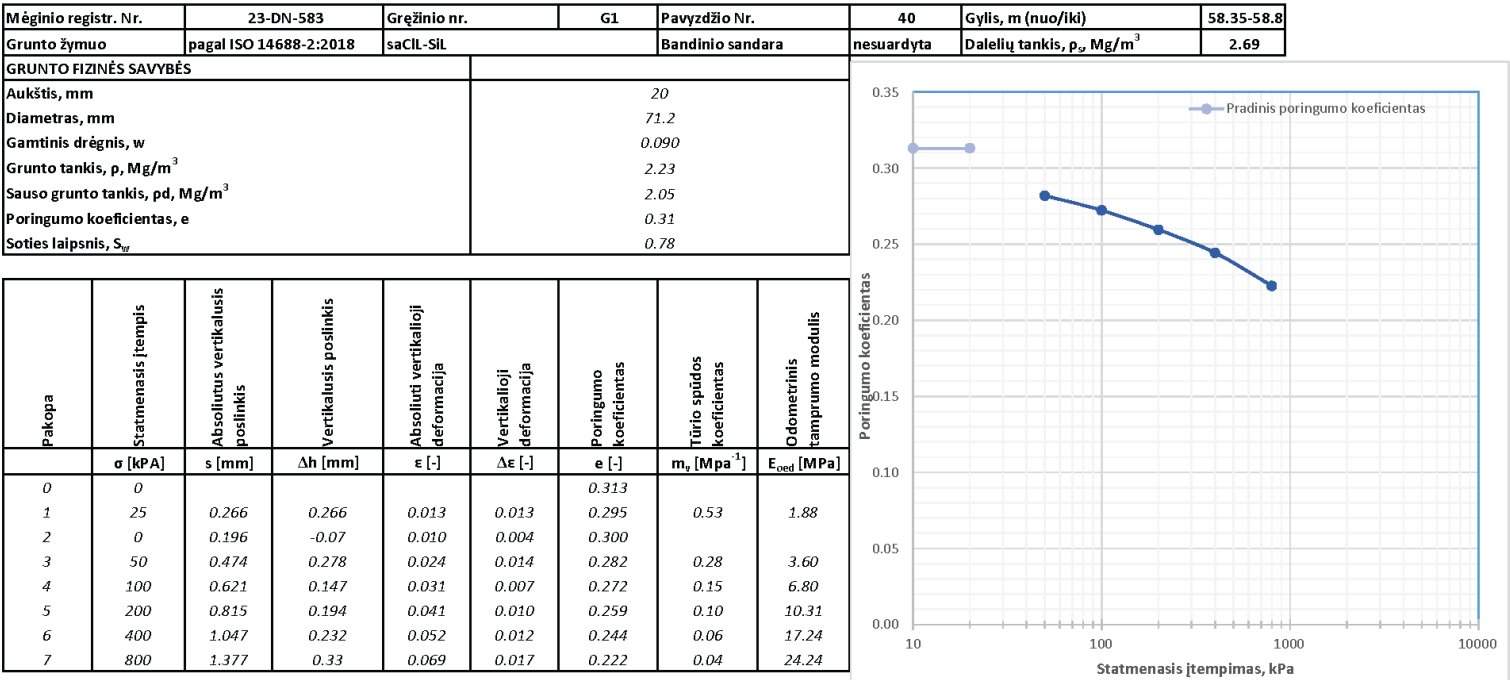 Mėginio registr. Nr. 23-DN-583 Gręžinio nr. G1 Pavyzdžio Nr. 40 Gylis, m (nuo/iki) 58.35-58.8
Grunto žymuo pagal ISO 14688-2:2018 saClL-SiL Bandinio sandara nesuardyta Dalelių tankis, ρs, Mg/m³ 2.69
GRUNTO FIZINĖS SAVYBĖS
Aukštis, mm 20
Diametras, mm 71.2
Gamtinis drėgnis, w 0.090
Grunto tankis, ρ, Mg/m³ 2.23
Sauso grunto tankis, ρd, Mg/m³ 2.05
Poringumo koeficientas, e 0.31
Soties laipsnis, Sw 0.78
Pakopa
Statmenasis įtempis
Absoliutus vertikalusis
poslinkis
Vertikalusis poslinkis
Absoliuti vertikalioji
deformacija
Vertikalioji
deformacija
Poringumo
koeficientas
Tūrio spūdos
koeficientas
Odometrinis
tamprumo modulis
σ [kPA] s [mm] Δh [mm] ε [-] Δε [-] e [-] mv [Mpa⁻¹] Eoed [MPa]
0 0 0.313
1 25 0.266 0.266 0.013 0.013 0.295 0.53 1.88
2 0 0.196 -0.07 0.010 0.004 0.300
3 50 0.474 0.278 0.024 0.014 0.282 0.28 3.60
4 100 0.621 0.147 0.031 0.007 0.272 0.15 6.80
5 200 0.815 0.194 0.041 0.010 0.259 0.10 10.31
6 400 1.047 0.232 0.052 0.012 0.244 0.06 17.24
7 800 1.377 0.33 0.069 0.017 0.222 0.04 24.24
Pradinis poringumo koeficientas
Poringumo koeficientas
0.35
0.30
0.25
0.20
0.15
0.10
0.05
0.00
10 100 1000 10000
Statmenasis įtempimas, kPa